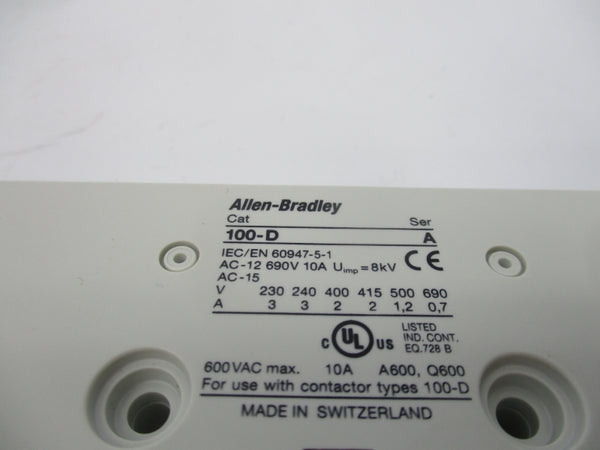 Allen-Bradley
Cat Ser
100-D A
IEC/EN 60947-5-1
AC-12 690V 10A Uimp = 8kV CE
AC-15
V 230 240 400 415 500 690
A 3 3 2 2 1,2 0,7
C UL US LISTED
IND. CONT.
EQ.728 B
600VAC max. 10A A600, Q600
For use with contactor types 100-D
MADE IN SWITZERLAND